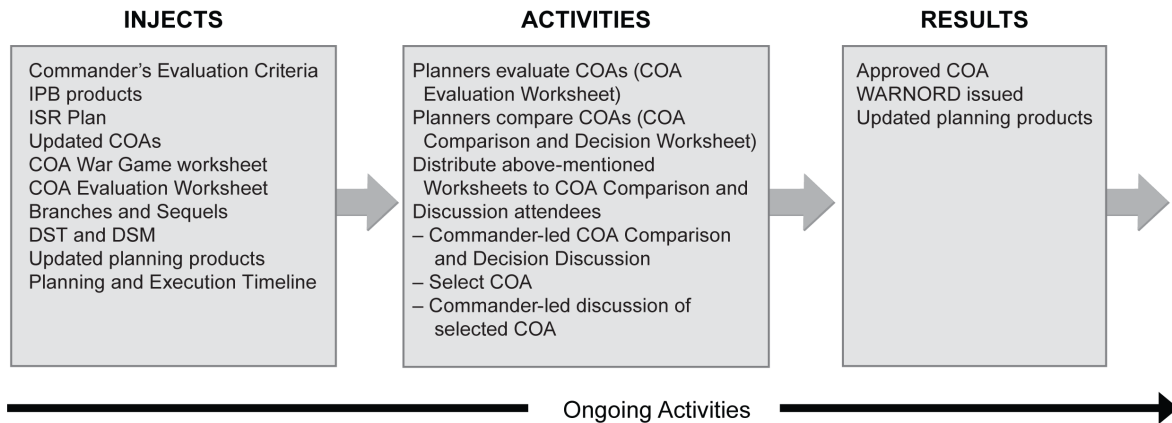 INJECTS
Commander's Evaluation Criteria
IPB products
ISR Plan
Updated COAs
COA War Game worksheet
COA Evaluation Worksheet
Branches and Sequels
DST and DSM
Updated planning products
Planning and Execution Timeline
ACTIVITIES
Planners evaluate COAs (COA
Evaluation Worksheet)
Planners compare COAs (COA
Comparison and Decision Worksheet)
Distribute above-mentioned
Worksheets to COA Comparison and
Discussion attendees
– Commander-led COA Comparison
and Decision Discussion
– Select COA
– Commander-led discussion of
selected COA
RESULTS
Approved COA
WARNORD issued
Updated planning products
Ongoing Activities